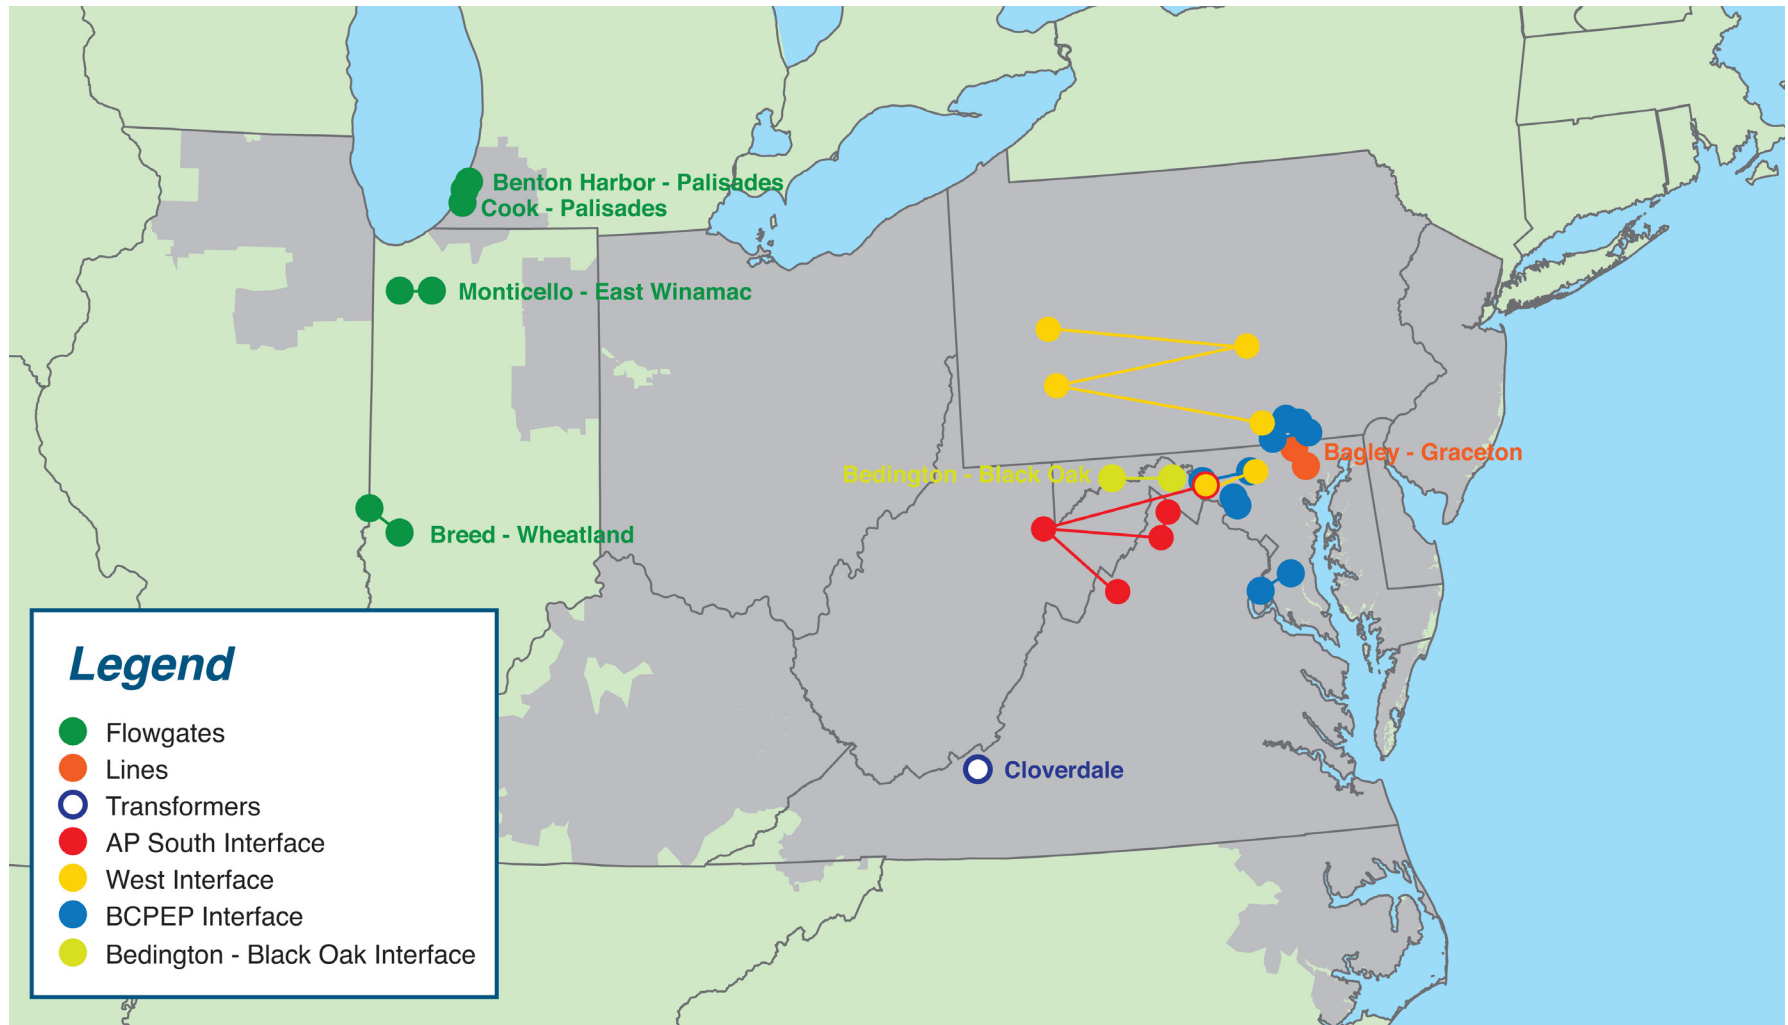 Benton Harbor - Palisades
Cook - Palisades
Monticello - East Winamac
Bagley - Graceton
Bedington - Black Oak
Breed - Wheatland
Cloverdale
Legend
Flowgates
Lines
Transformers
AP South Interface
West Interface
BCPEP Interface
Bedington - Black Oak Interface